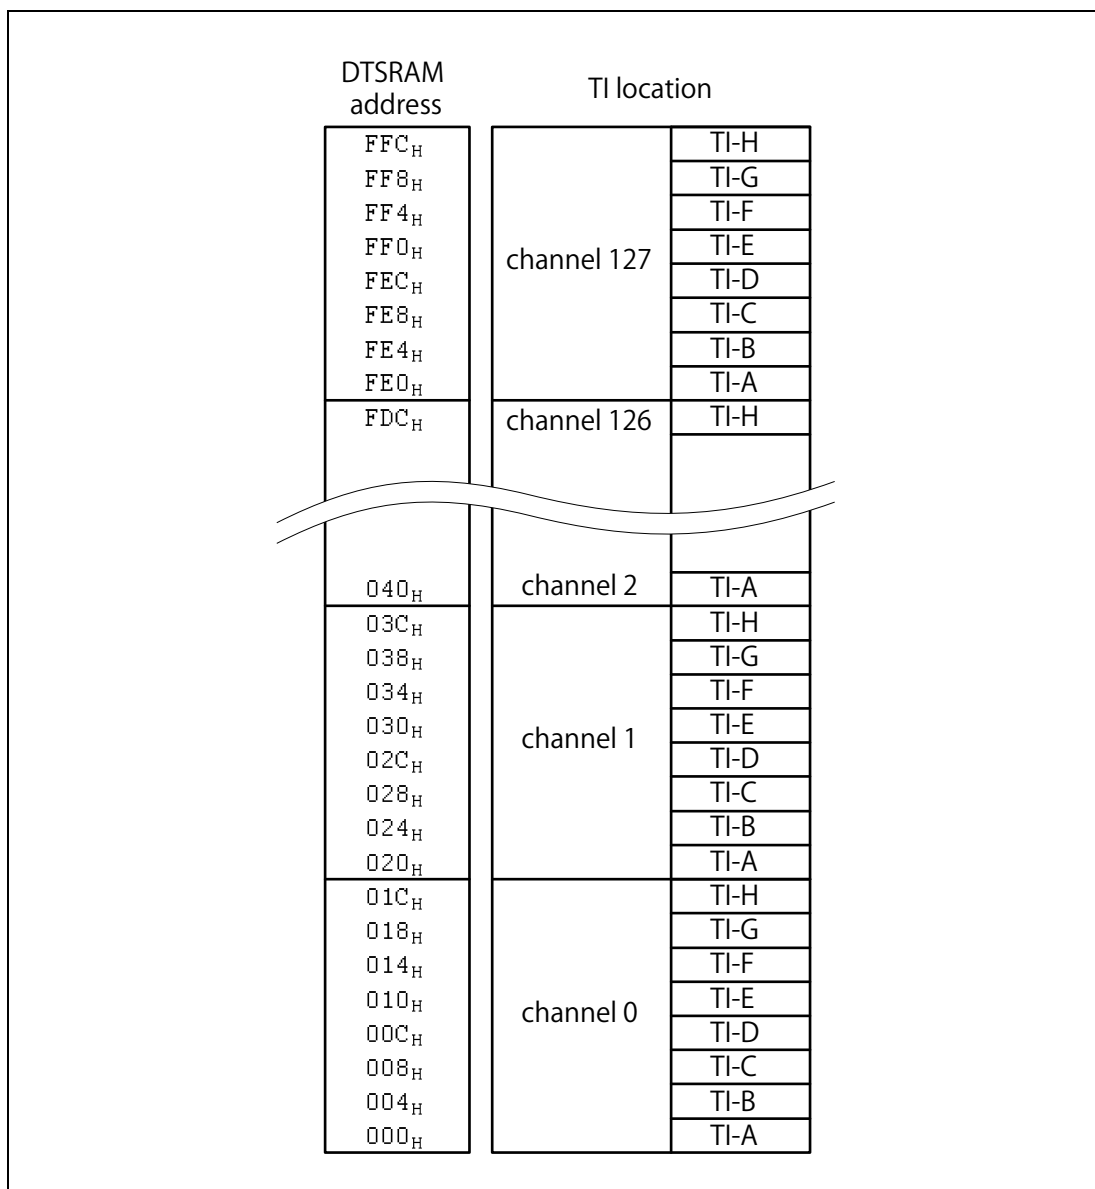 DTSRAM
address
TI location
FFCH TI-H
FF8H TI-G
FF4H TI-F
FF0H TI-E
channel 127
FECH TI-D
FE8H TI-C
FE4H TI-B
FE0H TI-A
FDCH channel 126 TI-H
040H channel 2 TI-A
03CH TI-H
038H TI-G
034H TI-F
030H TI-E
channel 1
02CH TI-D
028H TI-C
024H TI-B
020H TI-A
01CH TI-H
018H TI-G
014H TI-F
010H TI-E
channel 0
00CH TI-D
008H TI-C
004H TI-B
000H TI-A